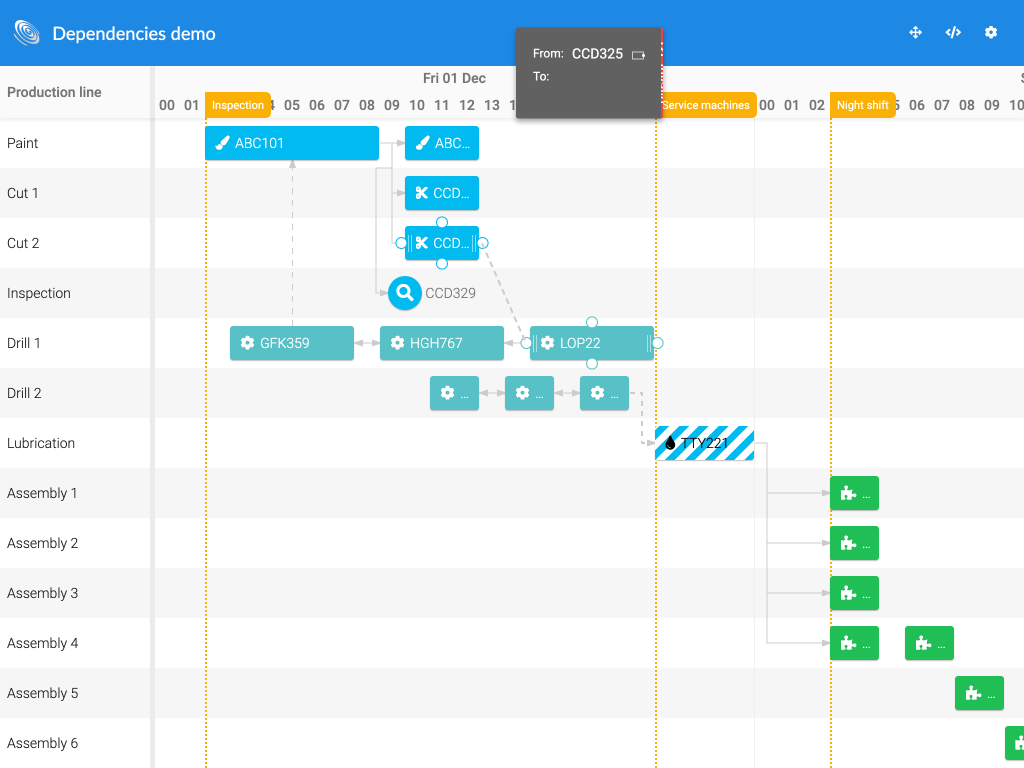 Dependencies demo
From: CCD325
To:
Production line
Fri 01 Dec
00 01 05 06 07 08 09 10 11 12 13 00 01 02 06 07 08 09 10
Inspection
Service machines
Night shift
Paint
ABC101
ABC...
Cut 1
CCD...
Cut 2
CCD...
Inspection
CCD329
Drill 1
GFK359
HGH767
LOP22
Drill 2
...
...
...
Lubrication
TTY221
Assembly 1
...
Assembly 2
...
Assembly 3
...
Assembly 4
...
...
Assembly 5
...
Assembly 6